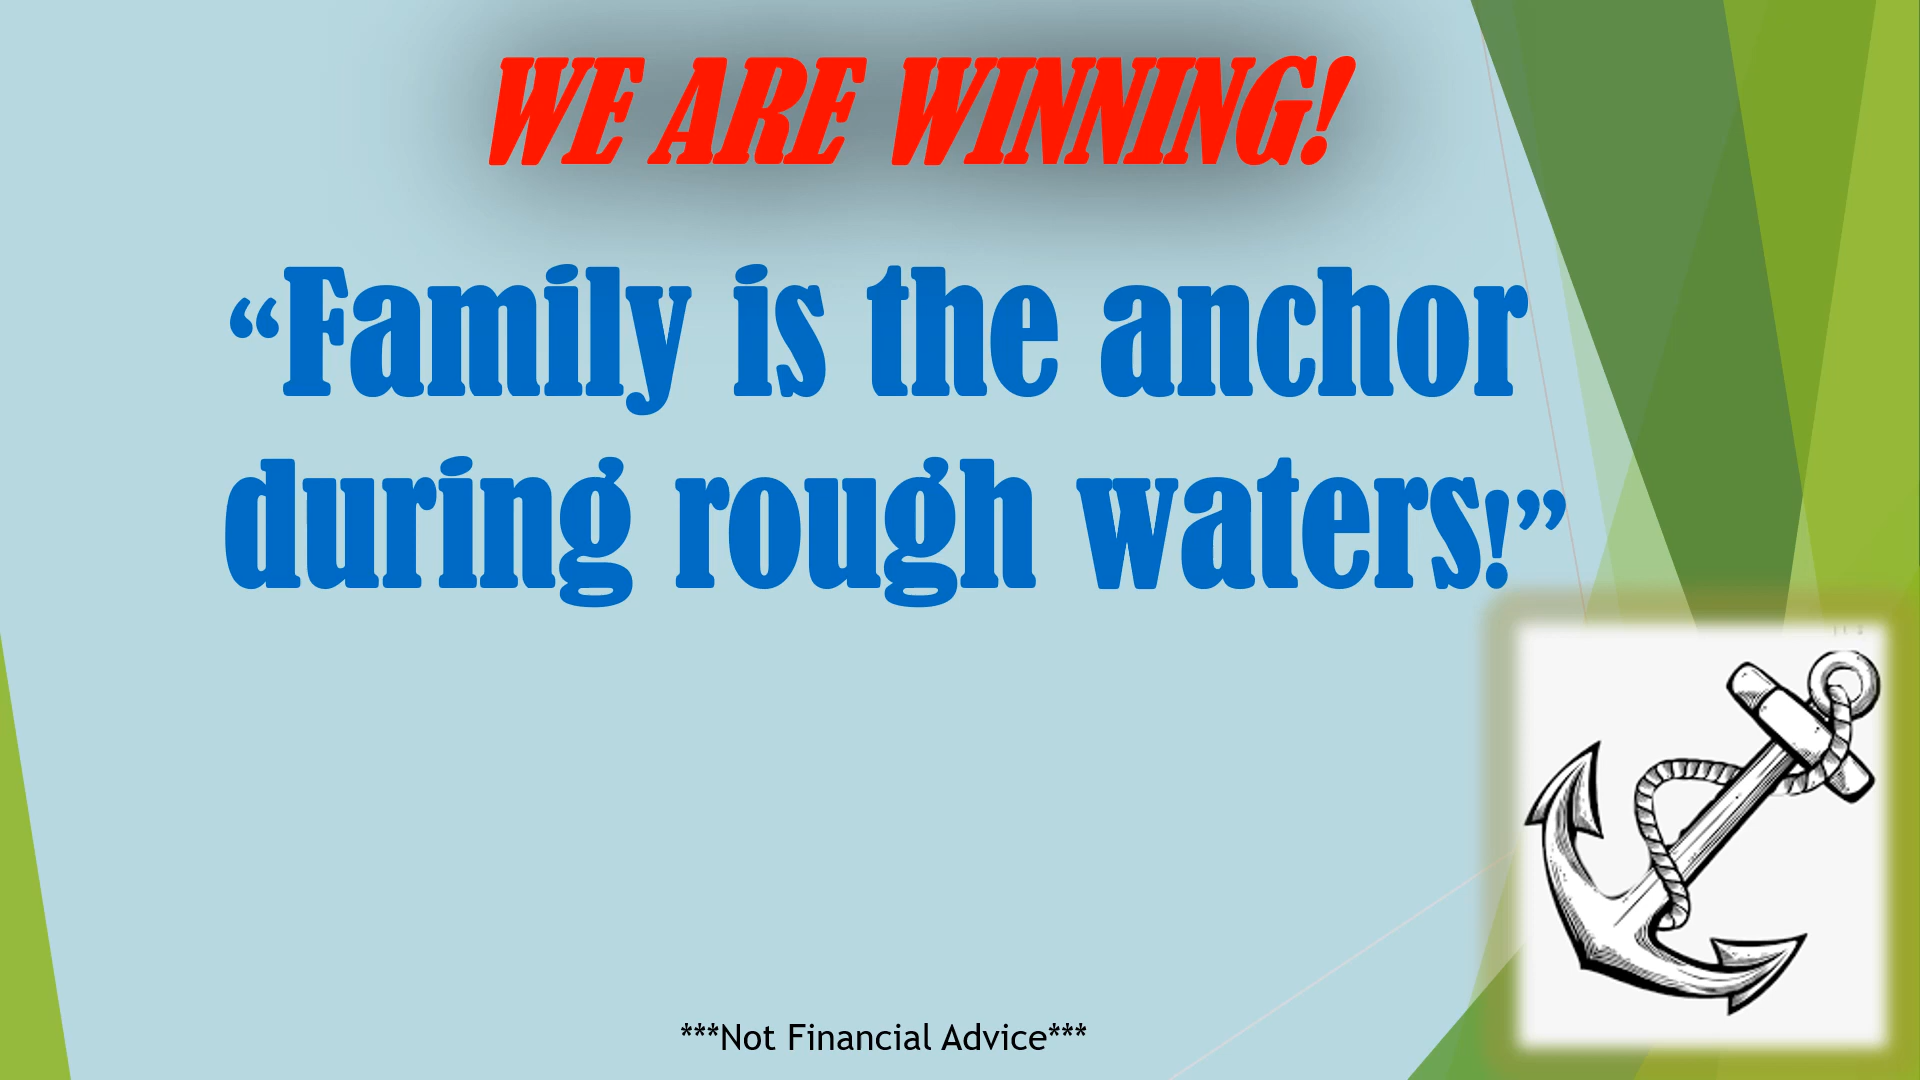 WE ARE WINNING!
“Family is the anchor
during rough waters!”
***Not Financial Advice***